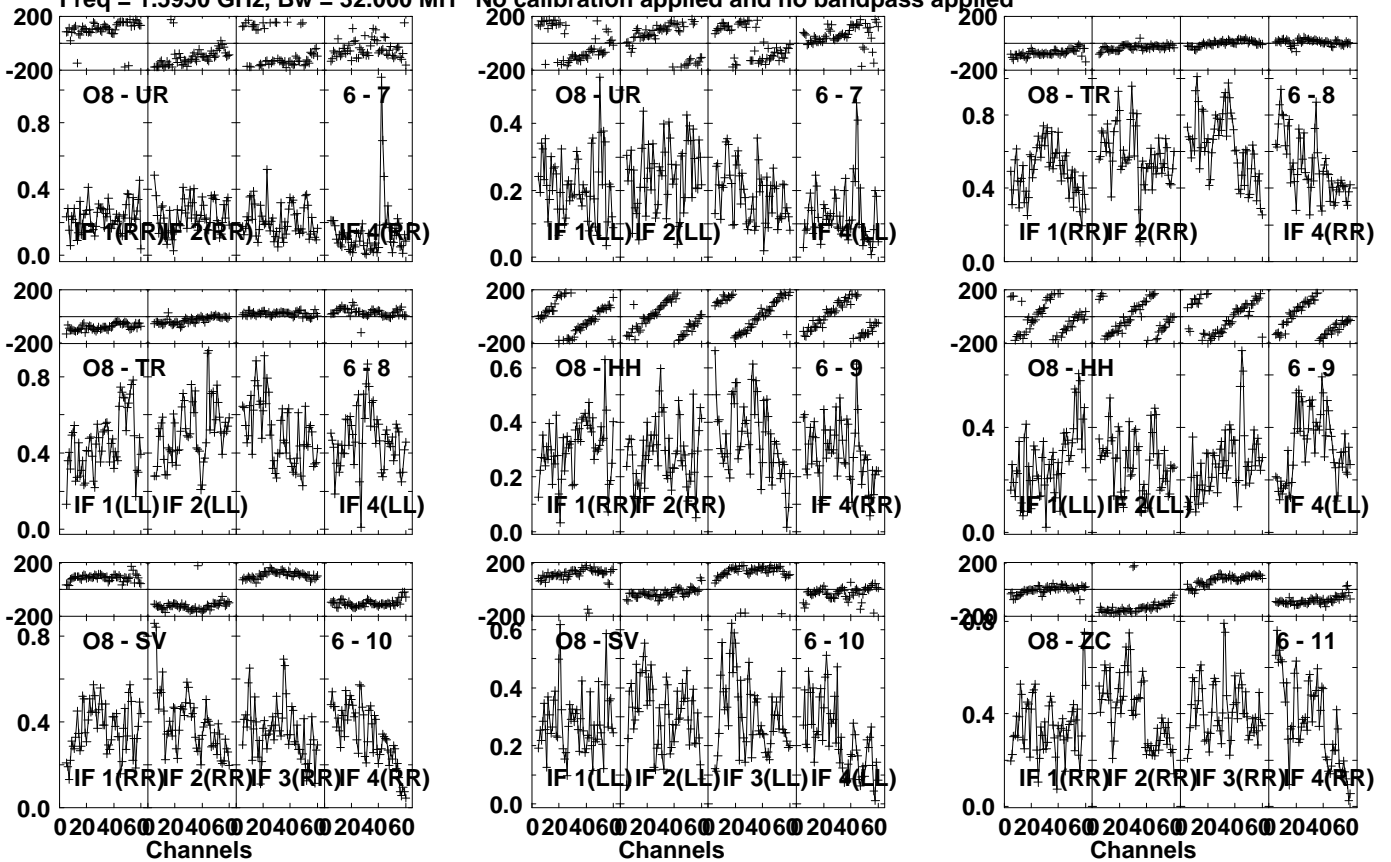 Freq = 1.5950 GHz, Bw = 32.000 MH No calibration applied and no bandpass applied
200 200 200
-200 -200 -200
O8 - UR 6 - 7 O8 - UR 6 - 7 O8 - TR 6 - 8
0.8 0.4 0.8
0.4 0.2 0.4
IF 1(RR) IF 2(RR) IF 4(RR) IF 1(LL) IF 2(LL) IF 4(LL) IF 1(RR) IF 2(RR) IF 4(RR)
0.0 0.0 0.0
200 200 200
-200 -200 -200
O8 - TR 6 - 8 O8 - HH 6 - 9 O8 - HH 6 - 9
0.8 0.6
0.4 0.4 0.4
0.2
IF 1(LL) IF 2(LL) IF 4(LL) IF 1(RR) IF 2(RR) IF 4(RR) IF 1(LL) IF 2(LL) IF 4(LL)
0.0 0.0 0.0
200 200 200
-200 -200 -200
0.8 0.6 0.8
O8 - SV 6 - 10 O8 - SV 6 - 10 O8 - ZC 6 - 11
0.4 0.4 0.4
0.2
IF 1(RR) IF 2(RR) IF 3(RR) IF 4(RR) IF 1(LL) IF 2(LL) IF 3(LL) IF 4(LL) IF 1(RR) IF 2(RR) IF 3(RR) IF 4(RR)
0.0 0.0 0.0
0 20 40 60 0 20 40 60 0 20 40 60 0 20 40 60 0 20 40 60 0 20 40 60 0 20 40 60 0 20 40 60 0 20 40 60 0 20 40 60 0 20 40 60 0 20 40 60
Channels Channels Channels